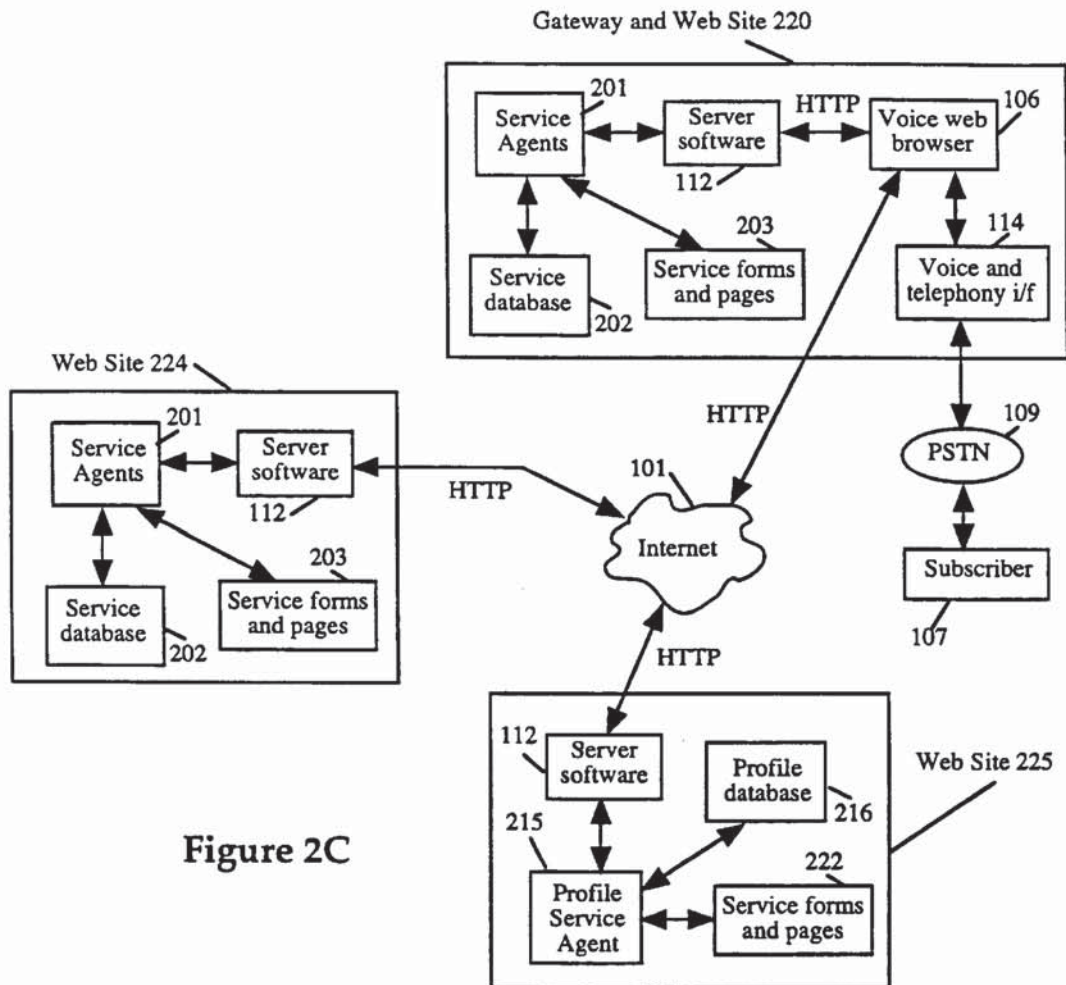 Gateway and Web Site 220
201
Service
Agents
Server
software
112
HTTP
Voice web
browser
106
Service
database
202
203
Service forms
and pages
114
Voice and
telephony i/f
Web Site 224
201
Service
Agents
Server
software
112
HTTP
Service
database
202
203
Service forms
and pages
HTTP
101
Internet
109
PSTN
Subscriber
107
HTTP
112
Server
software
Profile
database
216
Web Site 225
215
Profile
Service
Agent
222
Service forms
and pages
Figure 2C